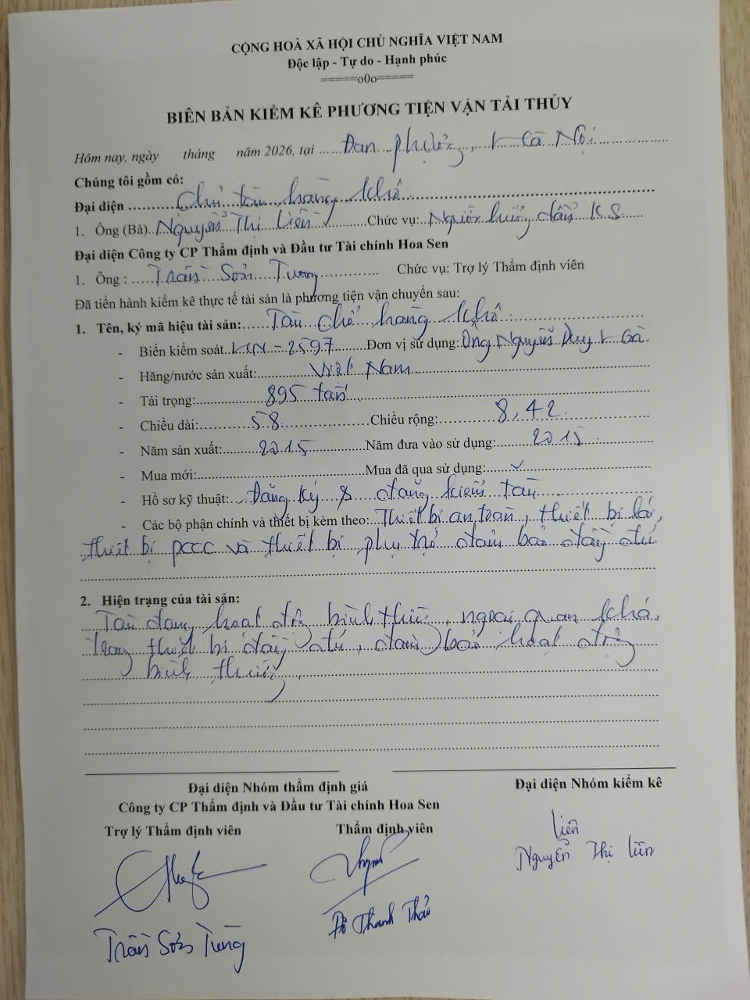 CỘNG HOÀ XÃ HỘI CHỦ NGHĨA VIỆT NAM
Độc lập - Tự do - Hạnh phúc
=====o0o=====
BIÊN BẢN KIỂM KÊ PHƯƠNG TIỆN VẬN TẢI THỦY
Hôm nay, ngày tháng năm 2026, tại ......Đan Phượng, Hà Nội
Chúng tôi gồm có:
Đại diện ......Chủ tàu hàng khô
1. Ông (Bà)..Nguyễn Thị Liên Chức vụ: Người hướng dẫn KS
Đại diện Công ty CP Thẩm định và Đầu tư Tài chính Hoa Sen
1. Ông : ......Trần Sơn Tùng Chức vụ: Trợ lý Thẩm định viên
Đã tiến hành kiểm kê thực tế tài sản là phương tiện vận chuyển sau:
1. Tên, ký mã hiệu tài sản:......Tàu chở hàng khô
- Biển kiểm soát -2597 Đơn vị sử dụng: Ông Nguyễn Duy Hà
- Hãng/nước sản xuất: Việt Nam
- Tải trọng: 895 tấn
- Chiều dài: 58 Chiều rộng: 8,42
- Năm sản xuất: 2015 Năm đưa vào sử dụng: 2015
- Mua mới: Mua đã qua sử dụng: ✓
- Hồ sơ kỹ thuật: Đăng ký & đăng kiểm tàu
- Các bộ phận chính và thiết bị kèm theo: Thiết bị an toàn, thiết bị lái,
thiết bị PCCC và thiết bị phụ trợ đảm bảo đầy đủ
2. Hiện trạng của tài sản:
Tàu đang hoạt động bình thường, ngoại quan khá,
trang thiết bị đầy đủ, đảm bảo hoạt động
bình thường.
Đại diện Nhóm thẩm định giá Đại diện Nhóm kiểm kê
Công ty CP Thẩm định và Đầu tư Tài chính Hoa Sen
Trợ lý Thẩm định viên Thẩm định viên
Liên
Nguyễn Thị Liên
Đỗ Thanh Thảo
Trần Sơn Tùng